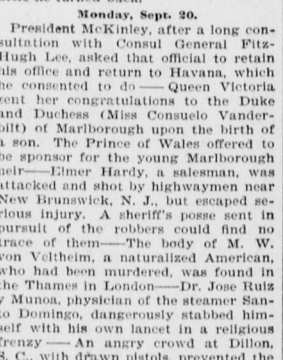 Monday, Sept. 20.
President McKinley, after a long con-
sultation with Consul General Fitz-
Hugh Lee, asked that official to retain
his office and return to Havana, which
he consented to do — Queen Victoria
sent her congratulations to the Duke
and Duchess (Miss Consuelo Vander-
bilt) of Marlborough upon the birth of
a son. The Prince of Wales offered to
be sponsor for the young Marlborough
heir — Elmer Hardy, a salesman, was
attacked and shot by highwaymen near
New Brunswick, N. J., but escaped se-
rious injury. A sheriff's posse sent in
pursuit of the robbers could find no
trace of them — The body of M. W.
von Veltheim, a naturalized American,
who had been murdered, was found in
the Thames in London — Dr. Jose Ruiz
y Munoa, physician of the steamer San-
to Domingo, dangerously stabbed him-
self with his own lancet in a religious
frenzy — An angry crowd at Dillon,
S. C., with drawn pistols, prevented the